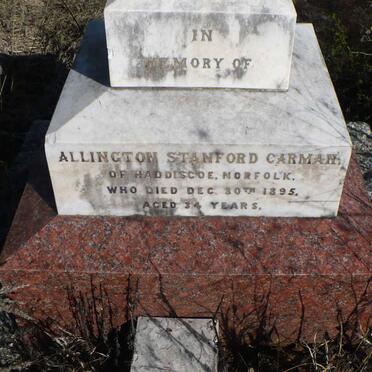 IN
MEMORY OF
ALLINGTON STANFORD CARMAN,
OF HADDISCOE, NORFOLK,
WHO DIED DEC. 30TH 1895,
AGED 34 YEARS.